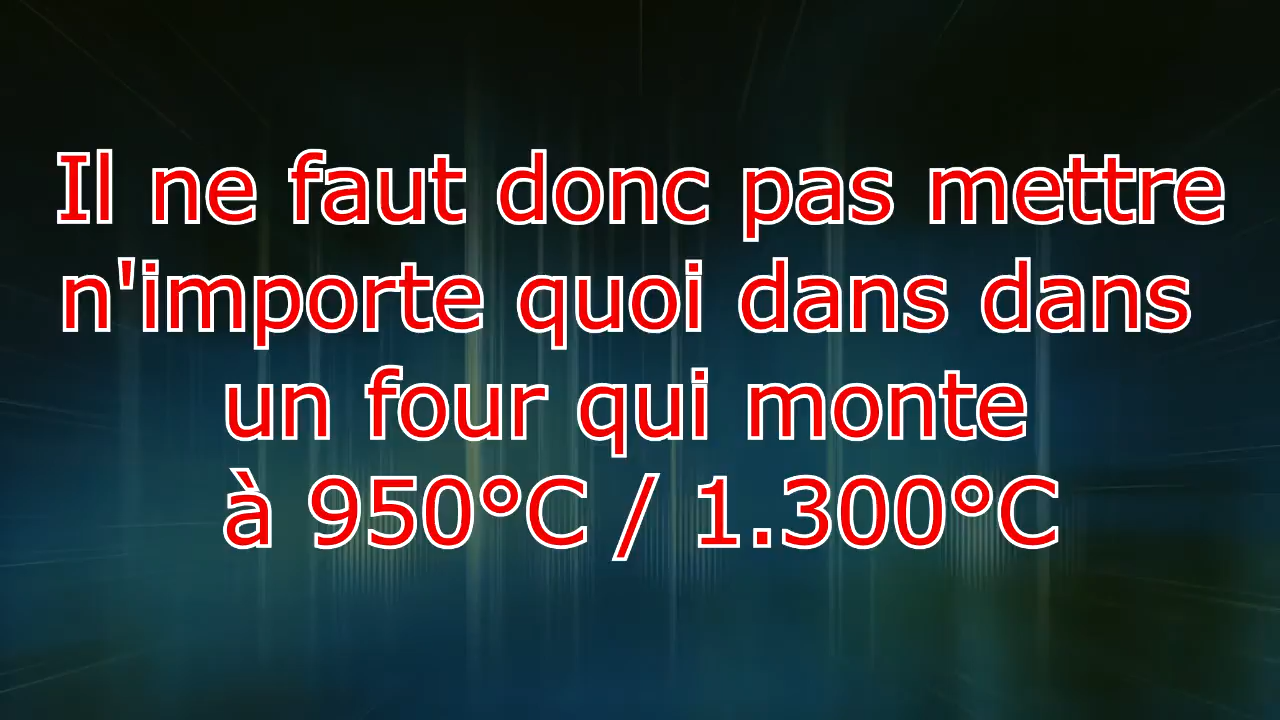 Il ne faut donc pas mettre
n'importe quoi dans dans
un four qui monte
à 950°C / 1.300°C